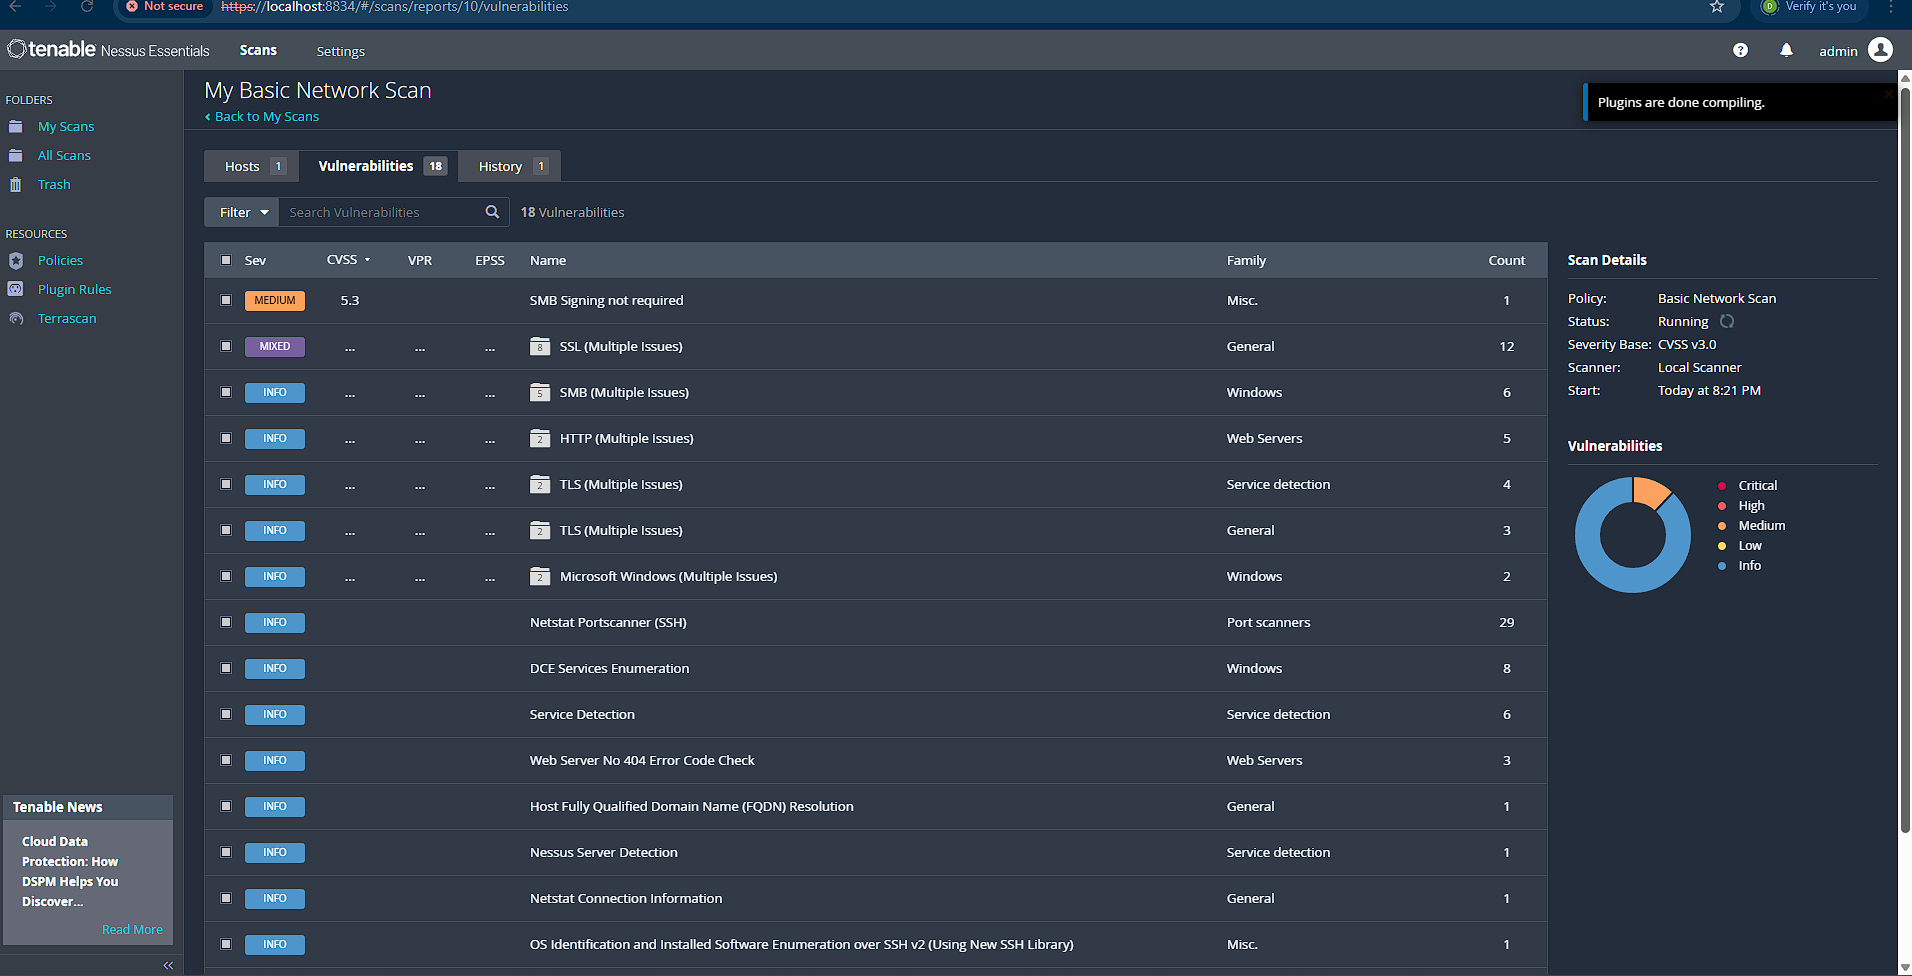 Not secure https://localhost:8834/#/scans/reports/10/vulnerabilities D Verify it's you
tenable Nessus Essentials Scans Settings ? admin
FOLDERS
My Scans
All Scans
Trash
RESOURCES
Policies
Plugin Rules
Terrascan
Tenable News
Cloud Data
Protection: How
DSPM Helps You
Discover...
Read More
My Basic Network Scan
Back to My Scans
Plugins are done compiling.
Hosts 1 Vulnerabilities 18 History 1
Filter Search Vulnerabilities 18 Vulnerabilities
Sev CVSS VPR EPSS Name Family Count
MEDIUM 5.3 SMB Signing not required Misc. 1
MIXED ... ... ... 8 SSL (Multiple Issues) General 12
INFO ... ... ... 5 SMB (Multiple Issues) Windows 6
INFO ... ... ... 2 HTTP (Multiple Issues) Web Servers 5
INFO ... ... ... 2 TLS (Multiple Issues) Service detection 4
INFO ... ... ... 2 TLS (Multiple Issues) General 3
INFO ... ... ... 2 Microsoft Windows (Multiple Issues) Windows 2
INFO Netstat Portscanner (SSH) Port scanners 29
INFO DCE Services Enumeration Windows 8
INFO Service Detection Service detection 6
INFO Web Server No 404 Error Code Check Web Servers 3
INFO Host Fully Qualified Domain Name (FQDN) Resolution General 1
INFO Nessus Server Detection Service detection 1
INFO Netstat Connection Information General 1
INFO OS Identification and Installed Software Enumeration over SSH v2 (Using New SSH Library) Misc. 1
Scan Details
Policy: Basic Network Scan
Status: Running
Severity Base: CVSS v3.0
Scanner: Local Scanner
Start: Today at 8:21 PM
Vulnerabilities
Critical
High
Medium
Low
Info